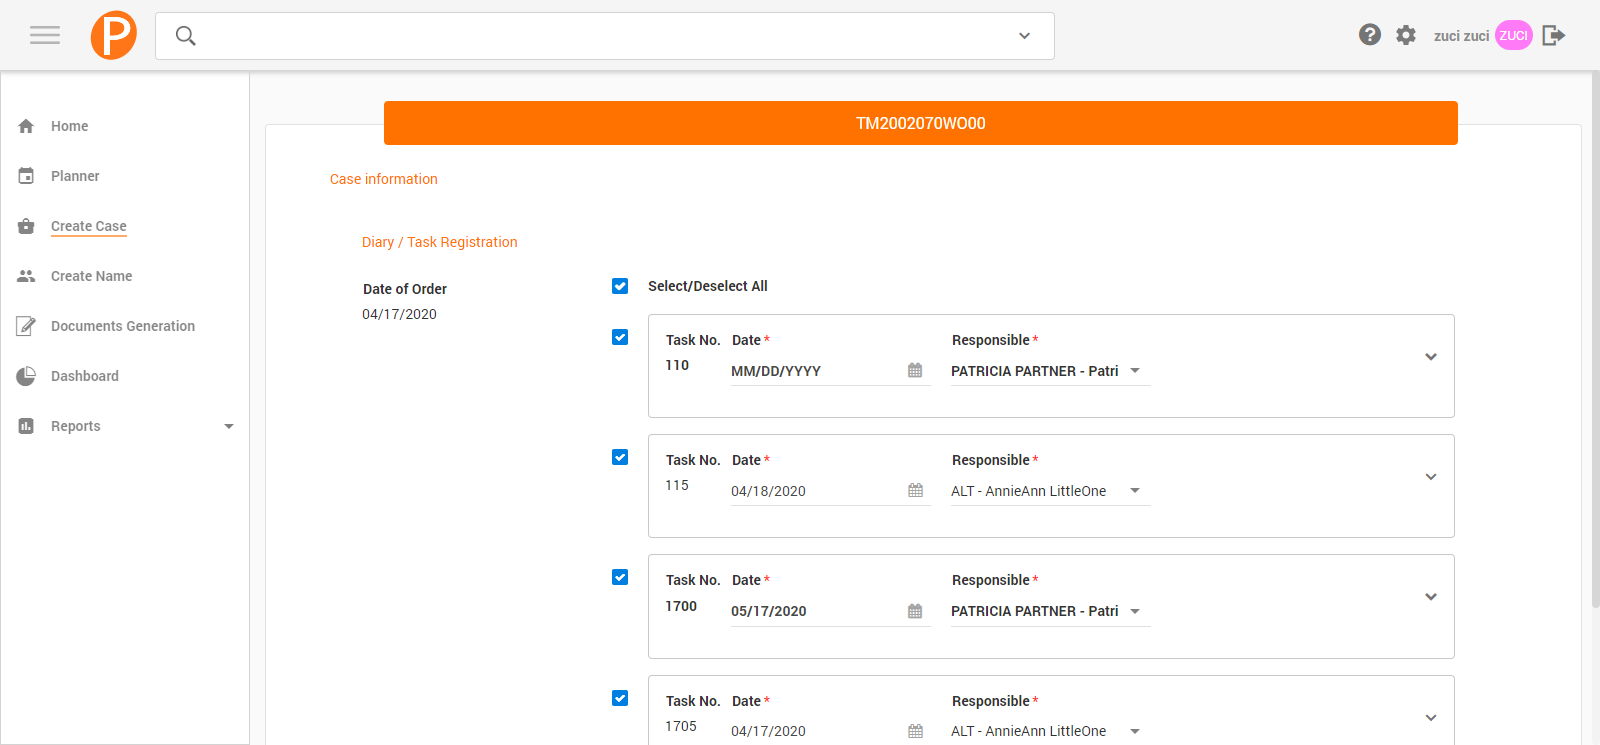 P
zuci zuci ZUCI
Home
Planner
Create Case
Create Name
Documents Generation
Dashboard
Reports
TM2002070WO00
Case information
Diary / Task Registration
Date of Order
04/17/2020
Select/Deselect All
Task No. Date * Responsible *
110 MM/DD/YYYY PATRICIA PARTNER - Patri
Task No. Date * Responsible *
115 04/18/2020 ALT - AnnieAnn LittleOne
Task No. Date * Responsible *
1700 05/17/2020 PATRICIA PARTNER - Patri
Task No. Date * Responsible *
1705 04/17/2020 ALT - AnnieAnn LittleOne